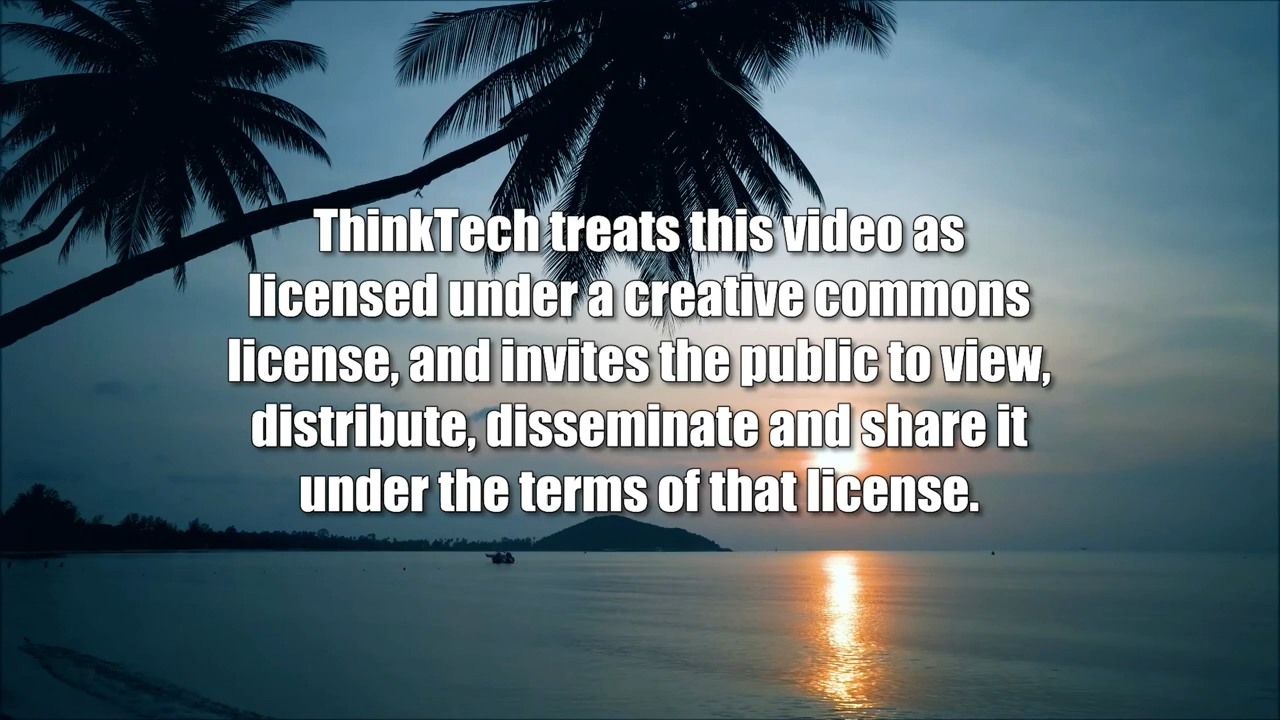 ThinkTech treats this video as
licensed under a creative commons
license, and invites the public to view,
distribute, disseminate and share it
under the terms of that license.